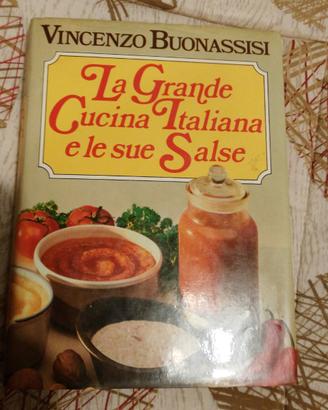 VINCENZO BUONASSISI
La Grande
Cucina Italiana
e le sue Salse